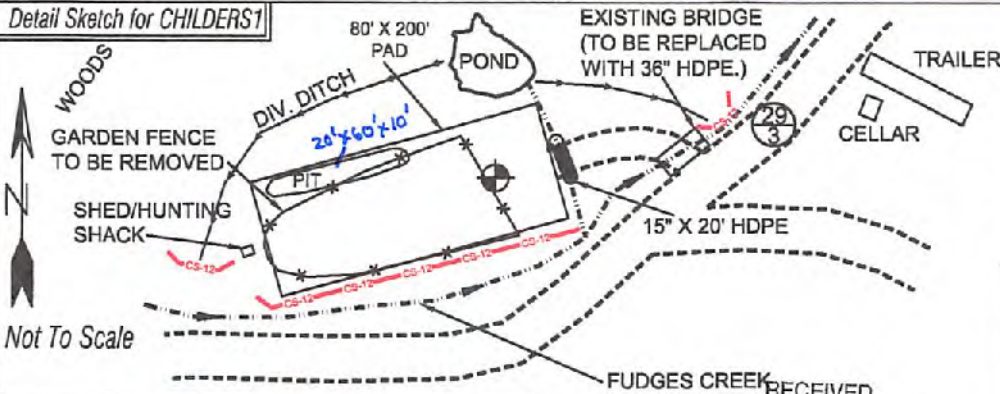 Detail Sketch for CHILDERS1
WOODS
80' X 200'
PAD
POND
EXISTING BRIDGE
(TO BE REPLACED
WITH 36" HDPE.)
TRAILER
DIV. DITCH
20'x60'x10'
CS-12
29
3
CELLAR
GARDEN FENCE
TO BE REMOVED
PIT
N
SHED/HUNTING
SHACK
15" X 20' HDPE
CS-12
CS-12
CS-12
CS-12
CS-12
CS-12
Not To Scale
FUDGES CREEK
RECEIVED